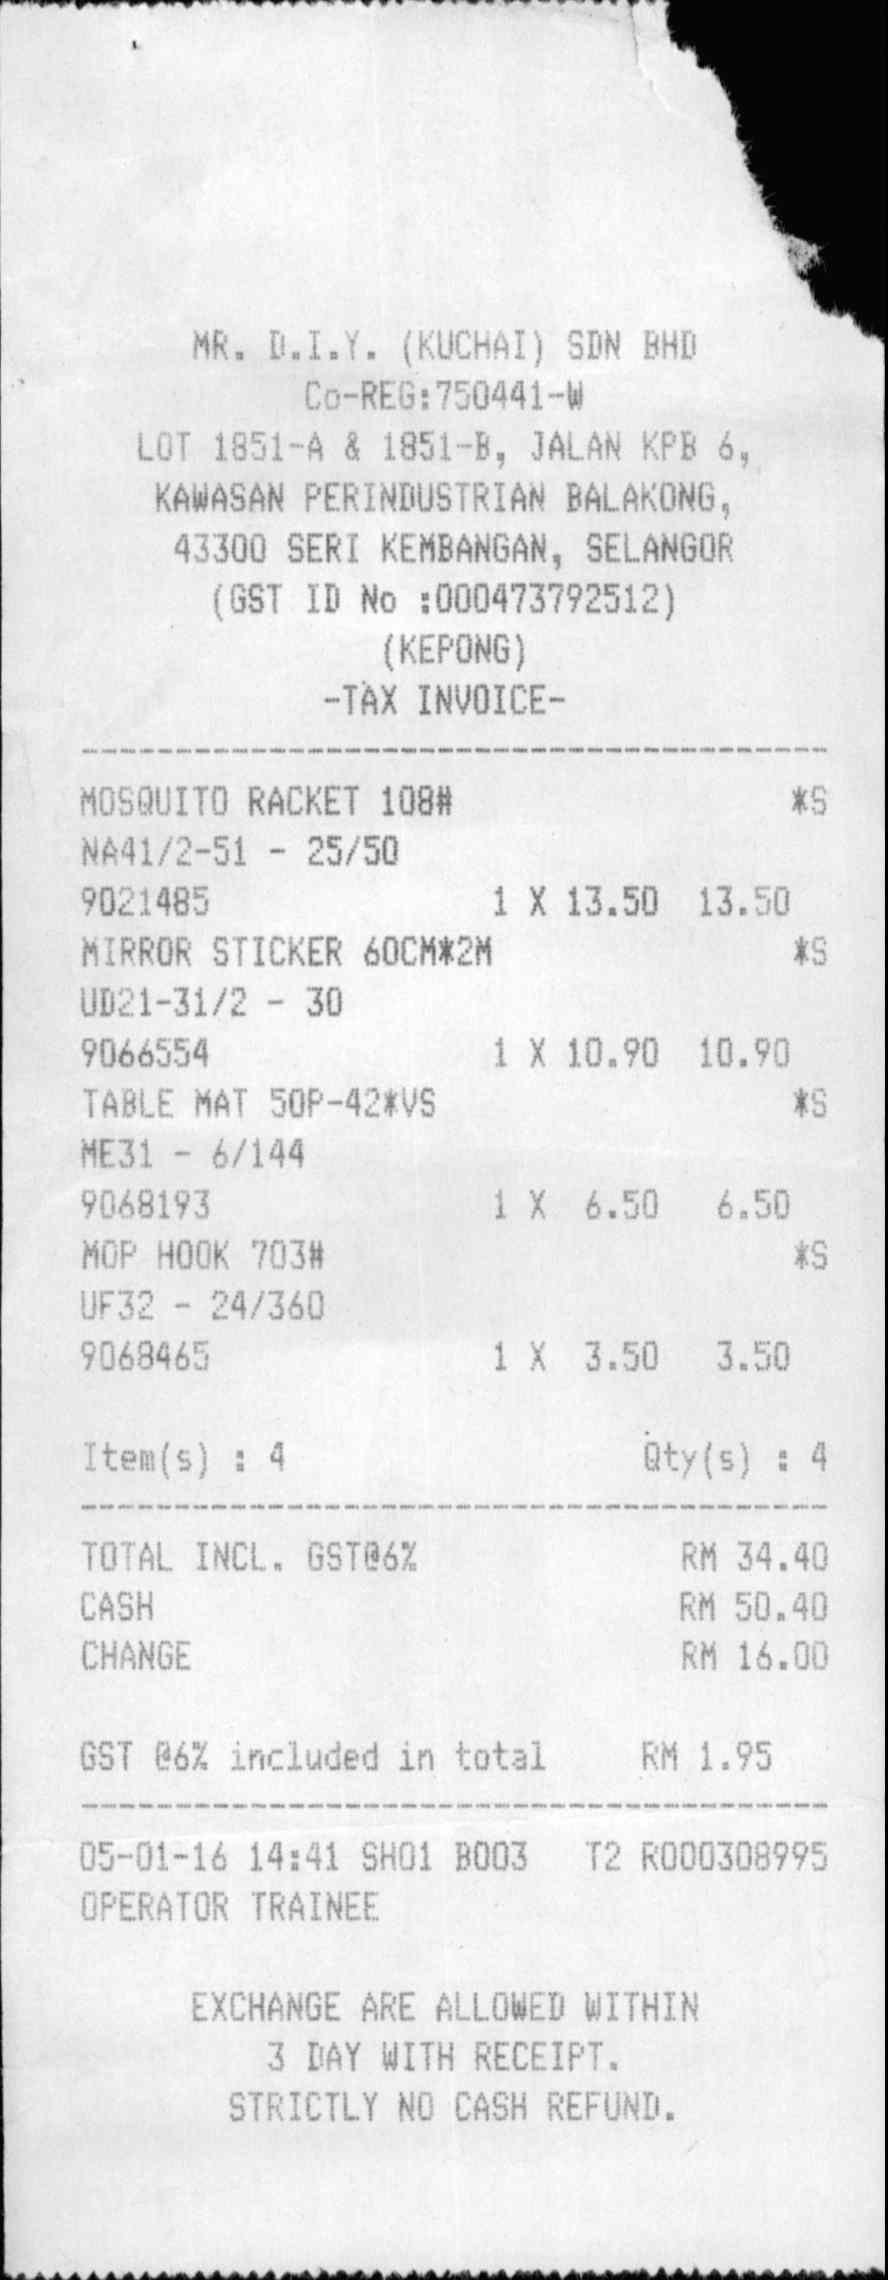 MR. D.I.Y. (KUCHAI) SDN BHD
Co-REG:750441-W
LOT 1851-A & 1851-B, JALAN KPB 6,
KAWASAN PERINDUSTRIAN BALAKONG,
43300 SERI KEMBANGAN, SELANGOR
(GST ID No :000473792512)
(KEPONG)
-TAX INVOICE-
MOSQUITO RACKET 108# *S
NA41/2-51 - 25/50
9021485 1 X 13.50 13.50
MIRROR STICKER 60CM*2M *S
UD21-31/2 - 30
9066554 1 X 10.90 10.90
TABLE MAT 50P-42*VS *S
ME31 - 6/144
9068193 1 X 6.50 6.50
MOP HOOK 703# *S
UF32 - 24/360
9068465 1 X 3.50 3.50
Item(s) : 4 Qty(s) : 4
TOTAL INCL. GST@6% RM 34.40
CASH RM 50.40
CHANGE RM 16.00
GST @6% included in total RM 1.95
05-01-16 14:41 SH01 B003 T2 R000308995
OPERATOR TRAINEE
EXCHANGE ARE ALLOWED WITHIN
3 DAY WITH RECEIPT.
STRICTLY NO CASH REFUND.